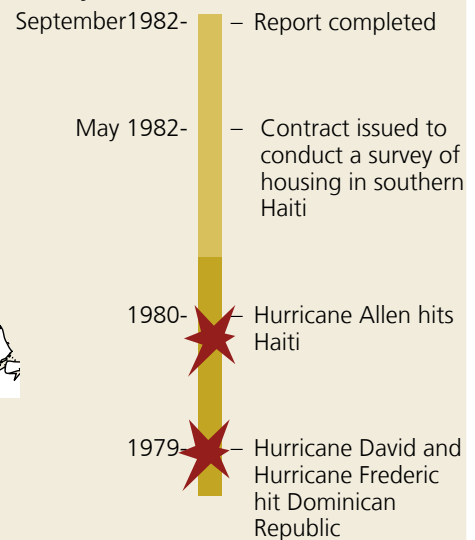 September1982- – Report completed
May 1982- – Contract issued to
conduct a survey of
housing in southern
Haiti
1980- – Hurricane Allen hits
Haiti
1979- – Hurricane David and
Hurricane Frederic
hit Dominican
Republic